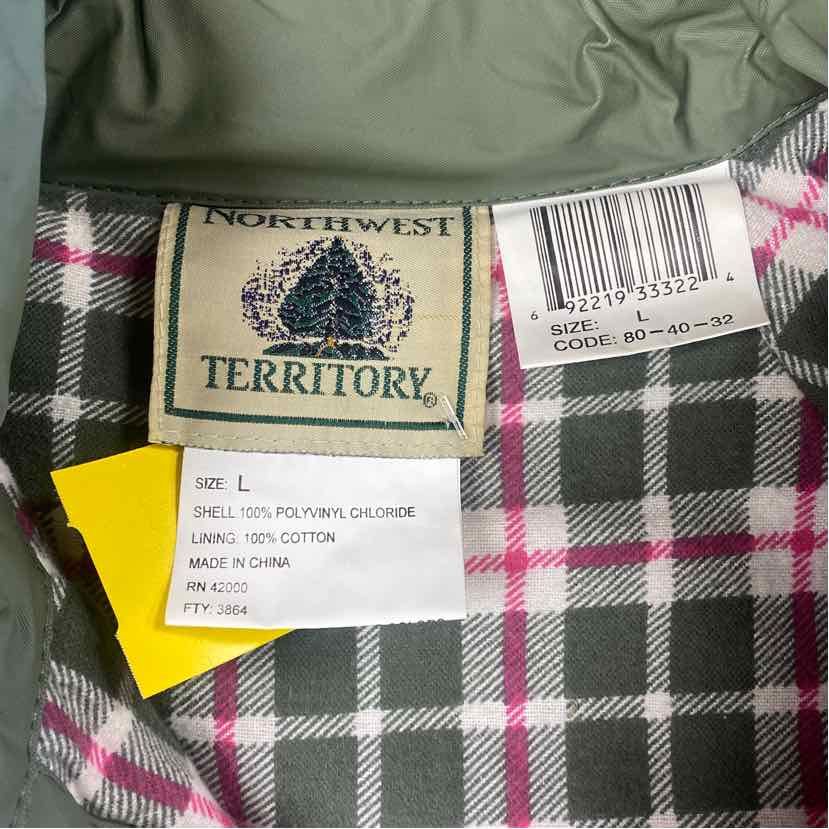 NORTHWEST
TERRITORY®
6 92219 33322 4
SIZE: L
CODE: 80-40-32
SIZE: L
SHELL 100% POLYVINYL CHLORIDE
LINING: 100% COTTON
MADE IN CHINA
RN 42000
FTY: 3864